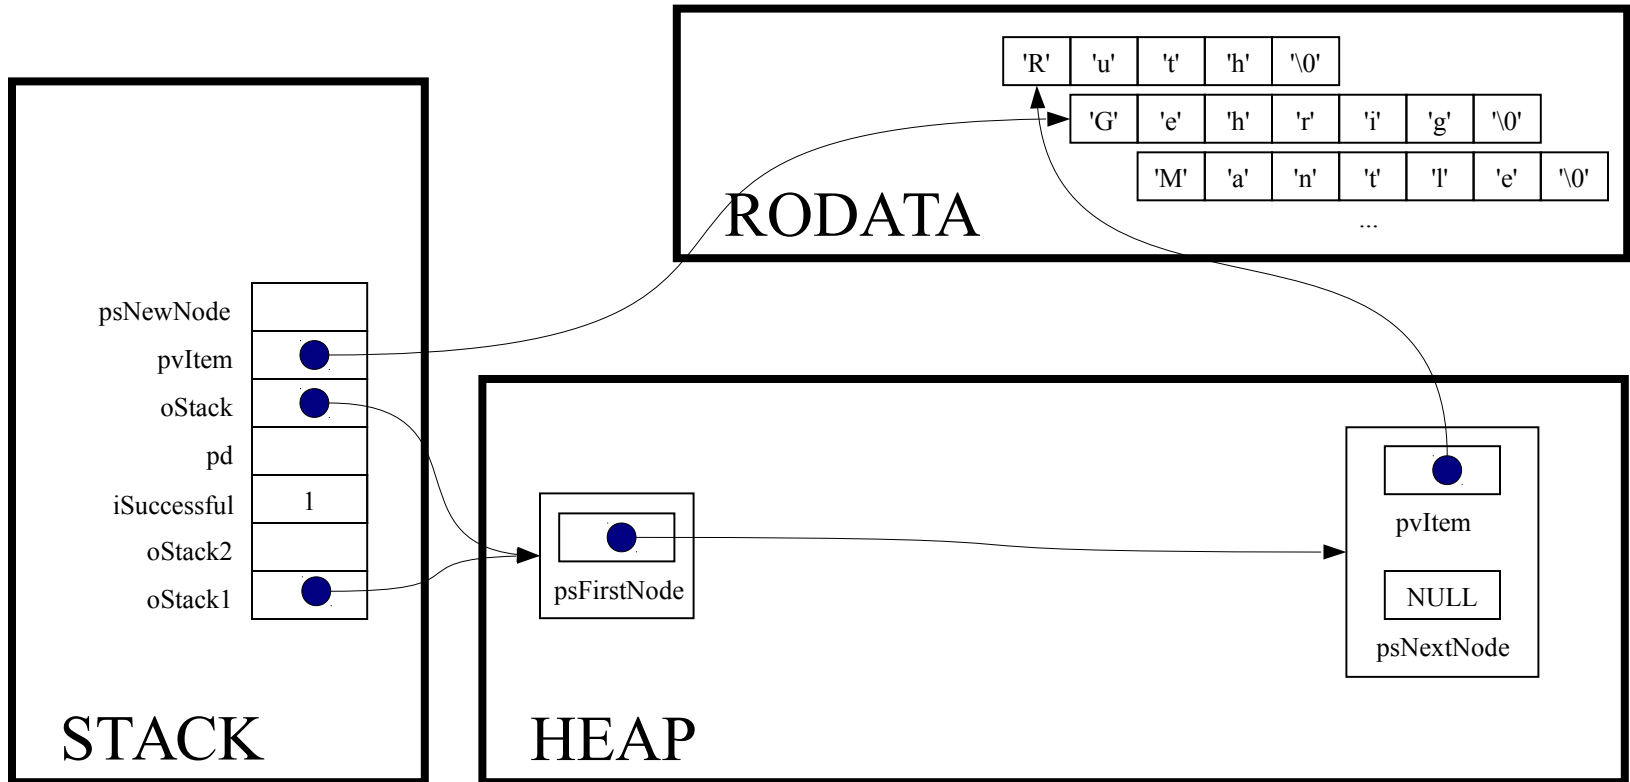 'R' 'u' 't' 'h' '\0'
'G' 'e' 'h' 'r' 'i' 'g' '\0'
'M' 'a' 'n' 't' 'l' 'e' '\0'
...
RODATA
psNewNode
pvItem
oStack
pd
iSuccessful 1
oStack2
oStack1
STACK
psFirstNode
pvItem
NULL
psNextNode
HEAP